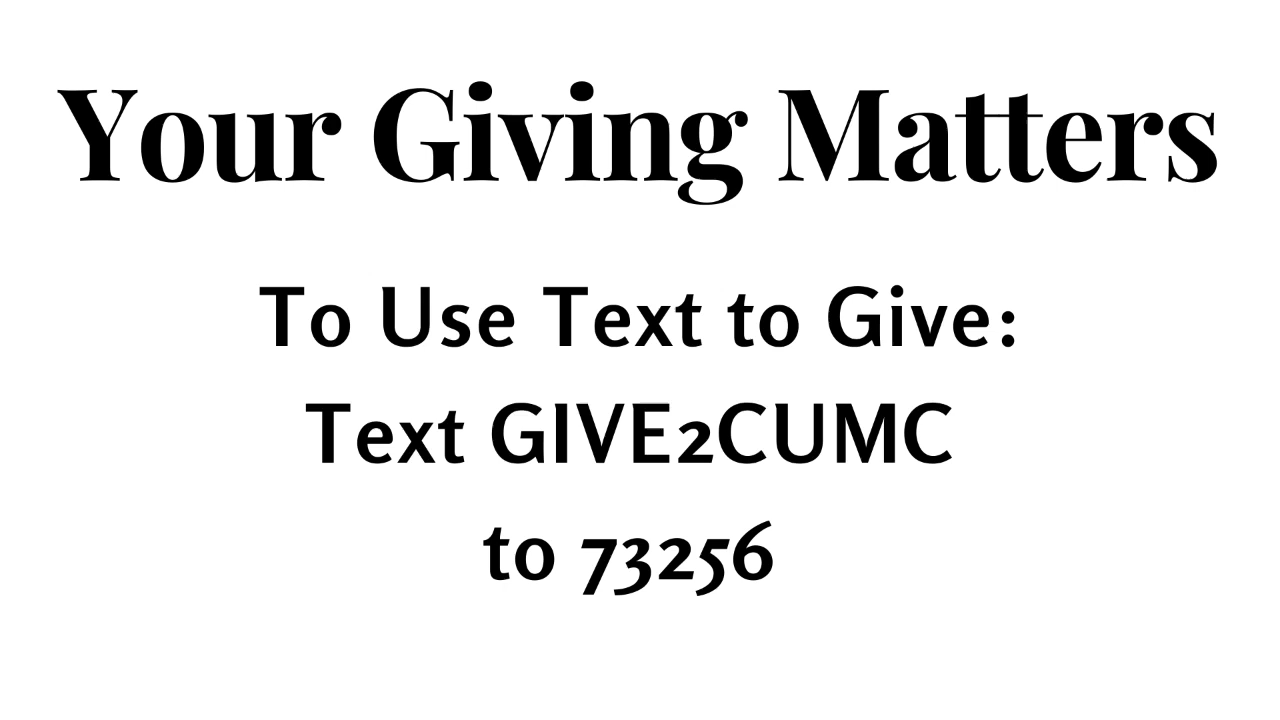 Your Giving Matters
To Use Text to Give:
Text GIVE2CUMC
to 73256